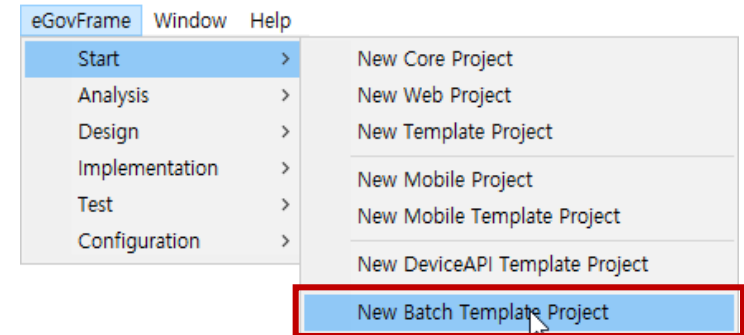 eGovFrame Window Help
Start > New Core Project
Analysis > New Web Project
Design > New Template Project
Implementation > New Mobile Project
Test > New Mobile Template Project
Configuration > New DeviceAPI Template Project
New Batch Template Project